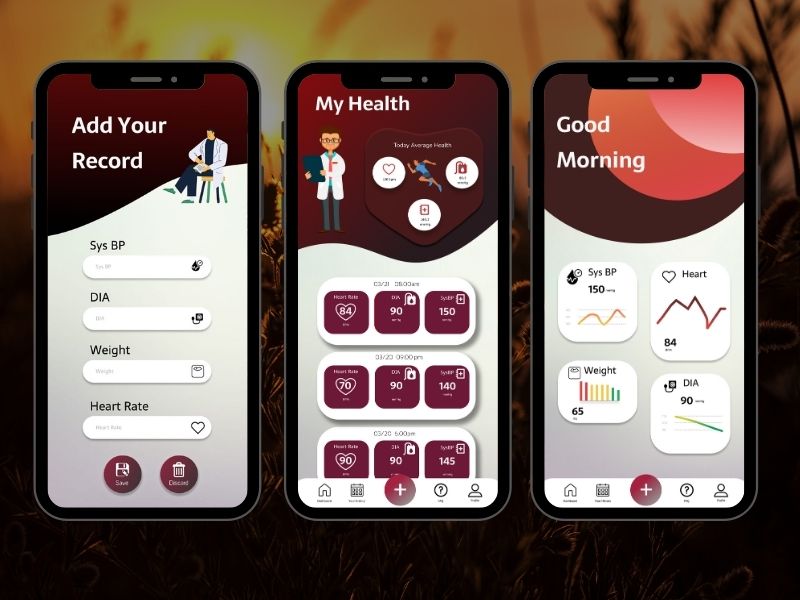 Add Your
Record
Sys BP
Sys BP
DIA
DIA
Weight
Weight
Heart Rate
Heart Rate
Save
Discard
My Health
Today Average Health
03/21 08:00am
Heart Rate
84
DIA
90
SysBP
150
03/20 09:00pm
Heart Rate
70
DIA
90
SysBP
140
03/20 6:00am
Heart Rate
90
DIA
90
SysBP
145
Good
Morning
Sys BP
150
Heart
84
Weight
65
DIA
90